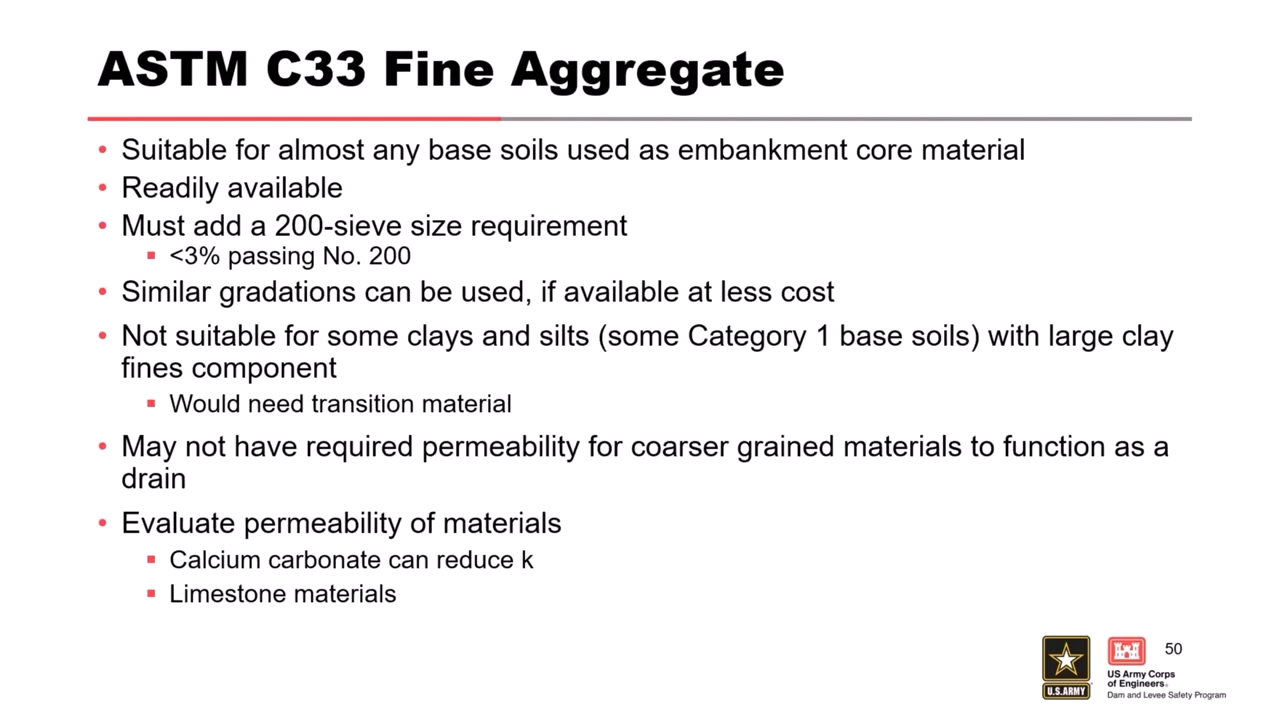 ASTM C33 Fine Aggregate
• Suitable for almost any base soils used as embankment core material
• Readily available
• Must add a 200-sieve size requirement
▪ <3% passing No. 200
• Similar gradations can be used, if available at less cost
• Not suitable for some clays and silts (some Category 1 base soils) with large clay
fines component
▪ Would need transition material
• May not have required permeability for coarser grained materials to function as a
drain
• Evaluate permeability of materials
▪ Calcium carbonate can reduce k
▪ Limestone materials
50
U.S.ARMY
US Army Corps
of Engineers®
Dam and Levee Safety Program